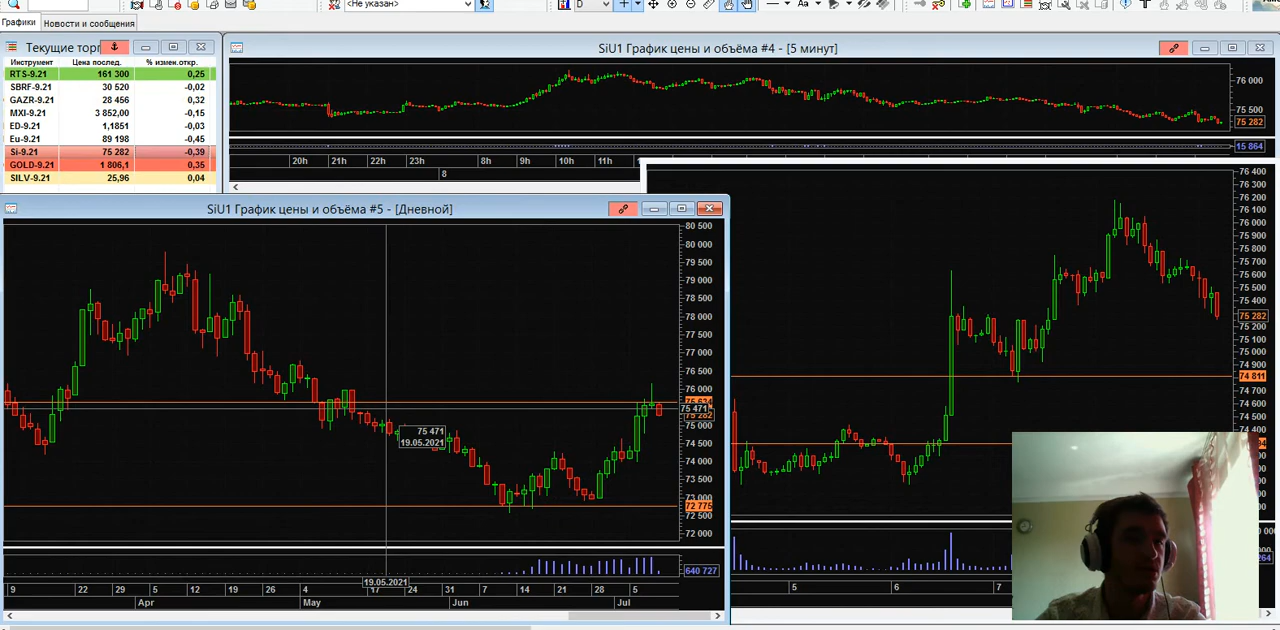 <Не указан>
D
Aa
Графики
Новости и сообщения
Текущие торг
Инструмент Цена послед. % измен.откр.
RTS-9.21 161 300 0,25
SBRF-9.21 30 520 -0,02
GAZR-9.21 28 456 0,32
MXI-9.21 3 852,00 -0,15
ED-9.21 1,1851 -0,03
Eu-9.21 89 198 -0,45
Si-9.21 75 282 -0,39
GOLD-9.21 1 806,1 0,35
SILV-9.21 25,96 0,04
SiU1 График цены и объёма #4 - [5 минут]
76 000
75 500
75 282
15 864
20h 21h 22h 23h 8h 9h 10h 11h
8
SiU1 График цены и объёма #5 - [Дневной]
80 500
80 000
79 500
79 000
78 500
78 000
77 500
77 000
76 500
76 000
75 624
75 471
75 282
75 000
74 500
74 000
73 500
73 000
72 775
72 500
72 000
75 471
19.05.2021
640 727
19.05.2021
9 22 29 5 12 19 26 4 17 24 31 7 14 21 28 5
Apr May Jun Jul
76 400
76 300
76 200
76 100
76 000
75 900
75 800
75 700
75 600
75 500
75 400
75 282
75 200
75 100
75 000
74 900
74 811
74 700
74 600
74 500
74 400
5 6 7